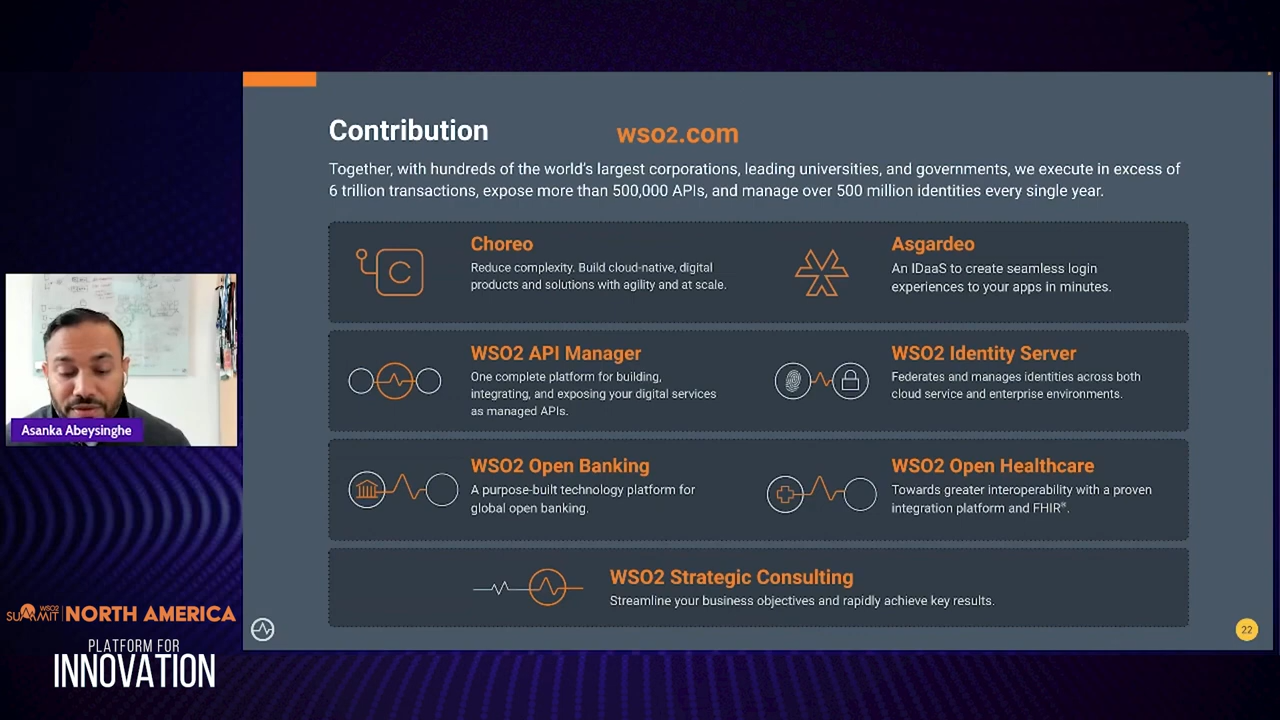 Contribution
wso2.com
Together, with hundreds of the world's largest corporations, leading universities, and governments, we execute in excess of
6 trillion transactions, expose more than 500,000 APIs, and manage over 500 million identities every single year.
C
Choreo
Reduce complexity. Build cloud-native, digital
products and solutions with agility and at scale.
Asgardeo
An IDaaS to create seamless login
experiences to your apps in minutes.
WSO2 API Manager
One complete platform for building,
integrating, and exposing your digital services
as managed APIs.
WSO2 Identity Server
Federates and manages identities across both
cloud service and enterprise environments.
WSO2 Open Banking
A purpose-built technology platform for
global open banking.
WSO2 Open Healthcare
Towards greater interoperability with a proven
integration platform and FHIR®.
WSO2 Strategic Consulting
Streamline your business objectives and rapidly achieve key results.
22
Asanka Abeysinghe
WSO2
SUMMIT
NORTH AMERICA
PLATFORM FOR
INNOVATION